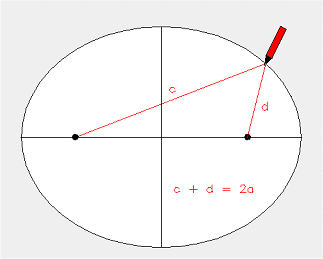 c
d
c + d = 2a